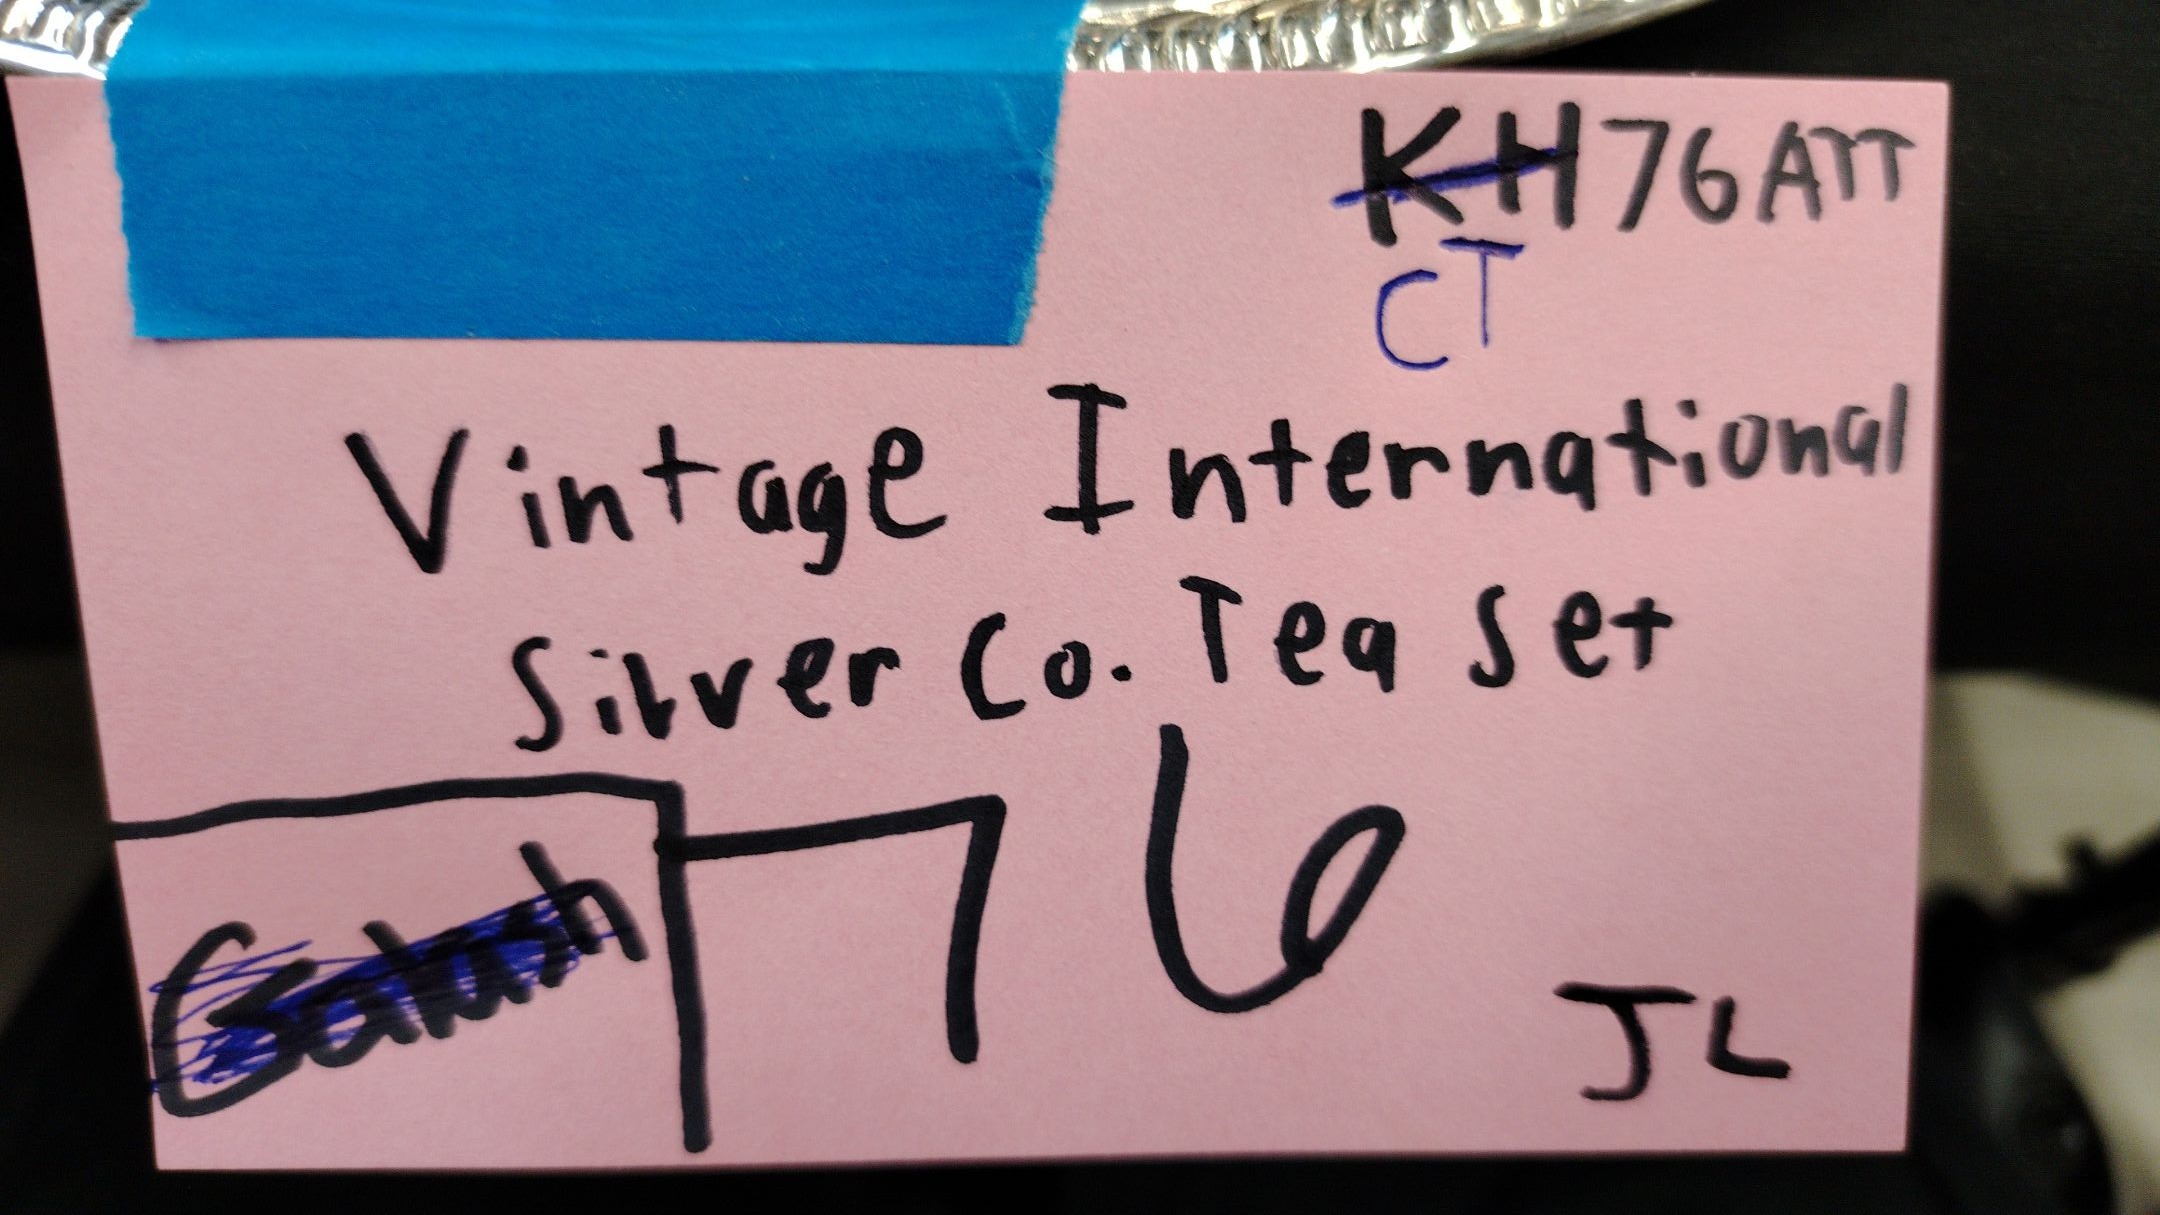 KH76ATT
CT
Vintage International
Silver Co. Tea Set
76
JL